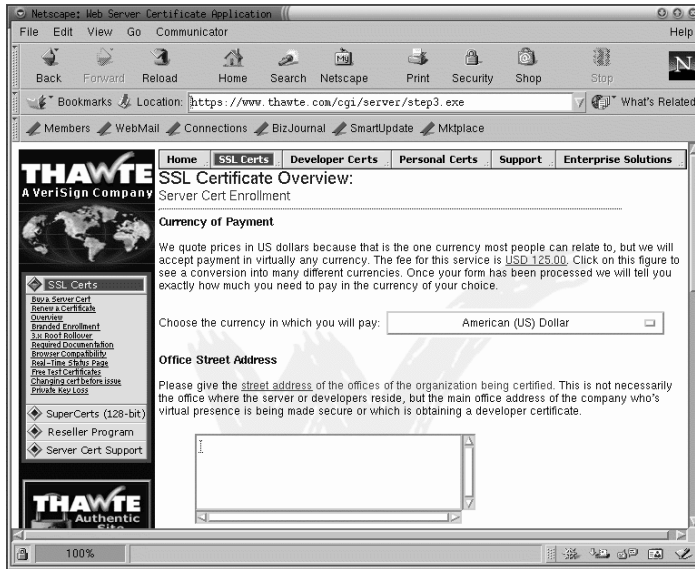 Netscape: Web Server Certificate Application
File Edit View Go Communicator Help
Back Forward Reload Home Search Netscape Print Security Shop Stop
N
Bookmarks Location: https://www.thawte.com/cgi/server/step3.exe What's Related
Members WebMail Connections BizJournal SmartUpdate Mktplace
THAWTE
A VeriSign Company
Home SSL Certs Developer Certs Personal Certs Support Enterprise Solutions
SSL Certificate Overview:
Server Cert Enrollment
Currency of Payment
We quote prices in US dollars because that is the one currency most people can relate to, but we will
accept payment in virtually any currency. The fee for this service is USD 125.00. Click on this figure to
see a conversion into many different currencies. Once your form has been processed we will tell you
exactly how much you need to pay in the currency of your choice.
Choose the currency in which you will pay: American (US) Dollar
Office Street Address
Please give the street address of the offices of the organization being certified. This is not necessarily
the office where the server or developers reside, but the main office address of the company who's
virtual presence is being made secure or which is obtaining a developer certificate.
SSL Certs
Buy a Server Cert
Renew a Certificate
Overview
Branded Enrollment
3.x Root Rollover
Required Documentation
Browser Compatibility
Real-Time Status Page
Free Test Certificates
Changing cert before issue
Private Key Loss
SuperCerts (128-bit)
Reseller Program
Server Cert Support
THAWTE
Authentic
Site
100%